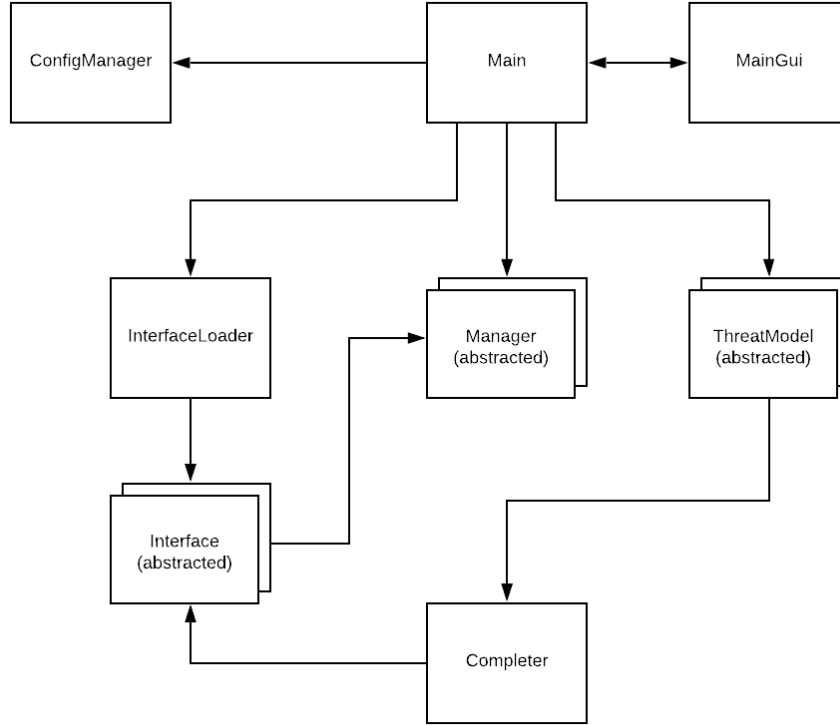 ConfigManager
Main
MainGui
InterfaceLoader
Manager
(abstracted)
ThreatModel
(abstracted)
Interface
(abstracted)
Completer